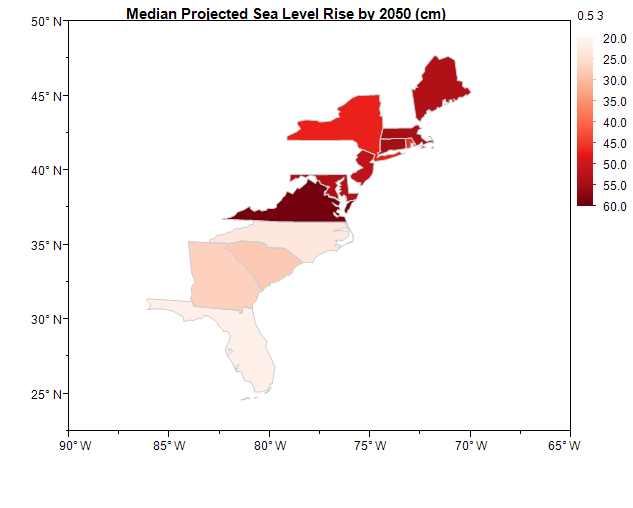 Median Projected Sea Level Rise by 2050 (cm)
0.5 3
50° N
45° N
40° N
35° N
30° N
25° N
90° W
85° W
80° W
75° W
70° W
65° W
20.0
25.0
30.0
35.0
40.0
45.0
50.0
55.0
60.0